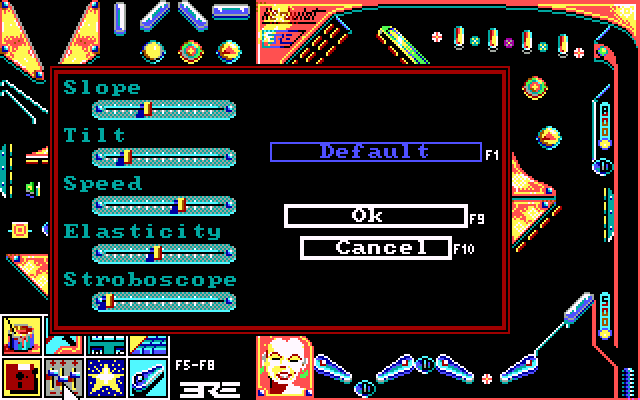 Slope
Tilt
Default F1
Speed
Ok F9
Elasticity
Cancel F10
Stroboscope
F5-F8
ERE